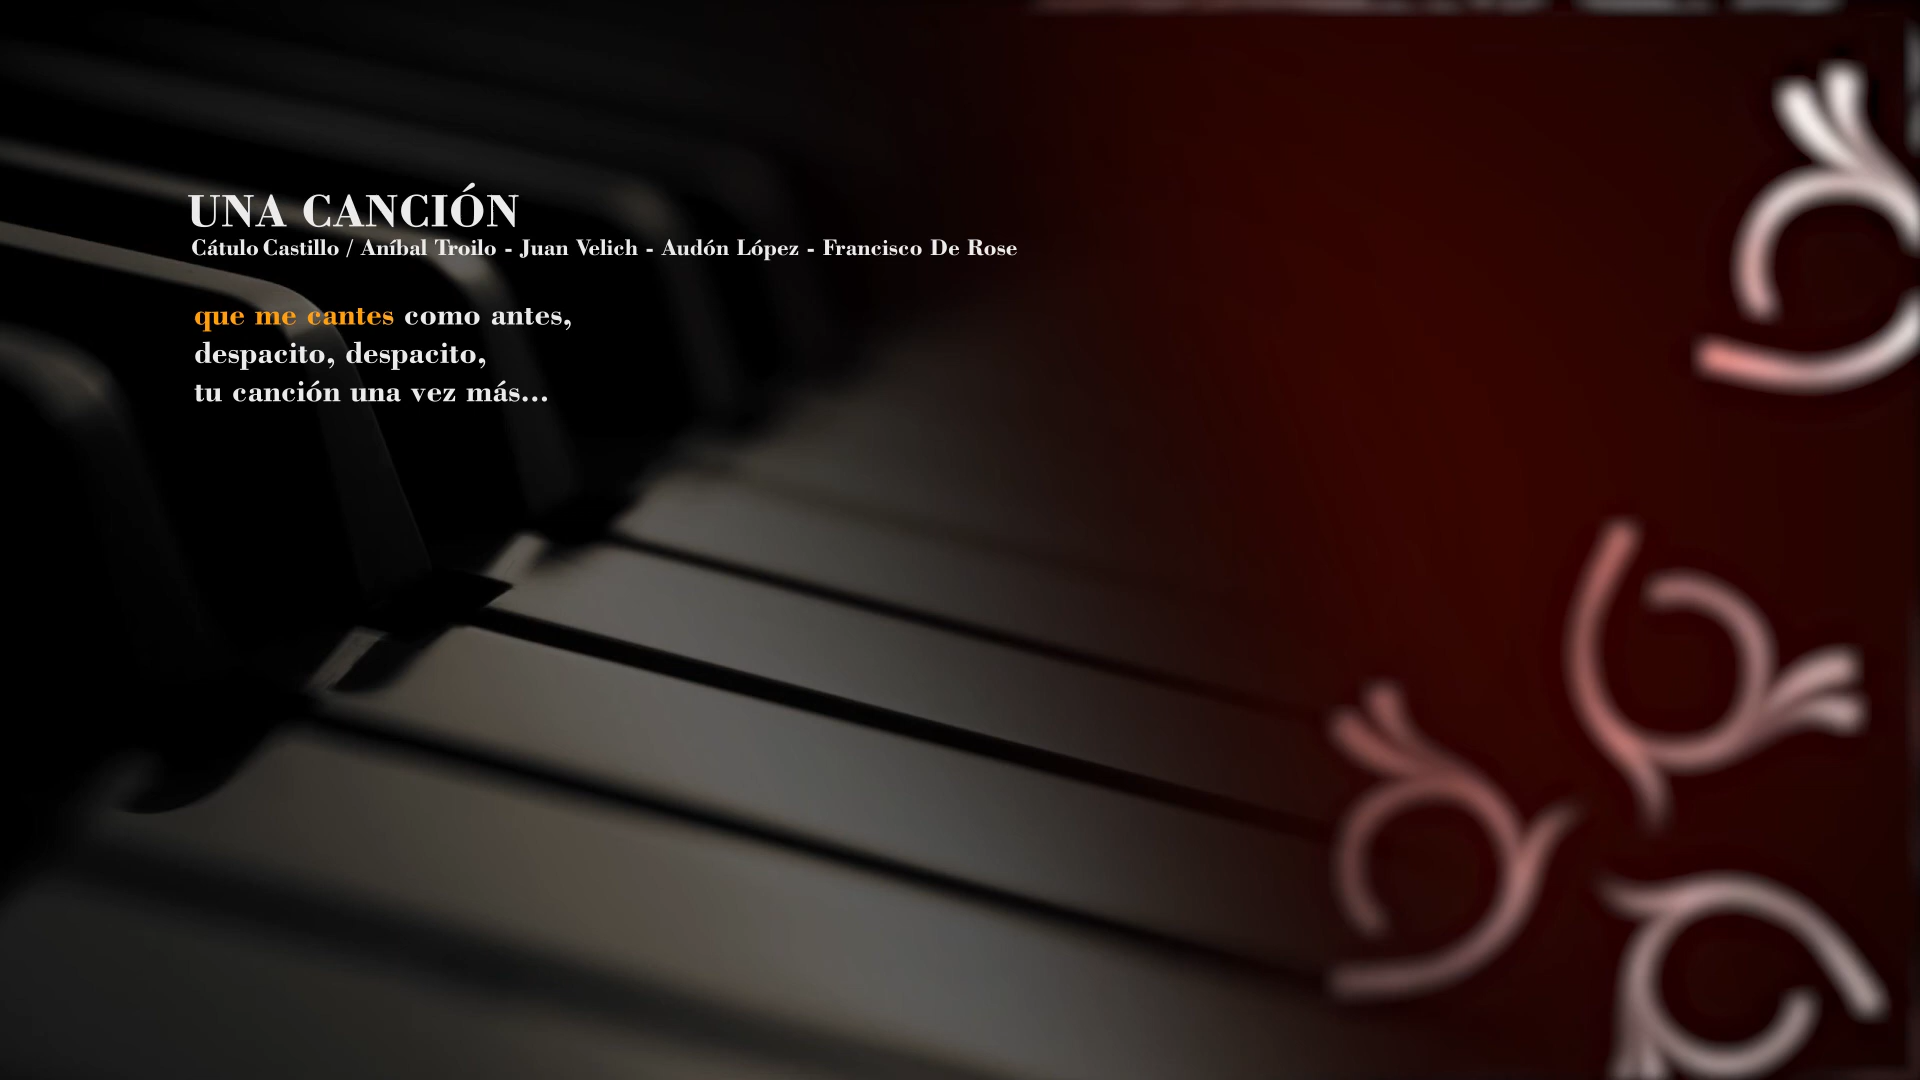 UNA CANCIÓN
Cátulo Castillo / Aníbal Troilo - Juan Velich - Audón López - Francisco De Rose
que me cantes como antes,
despacito, despacito,
tu canción una vez más...